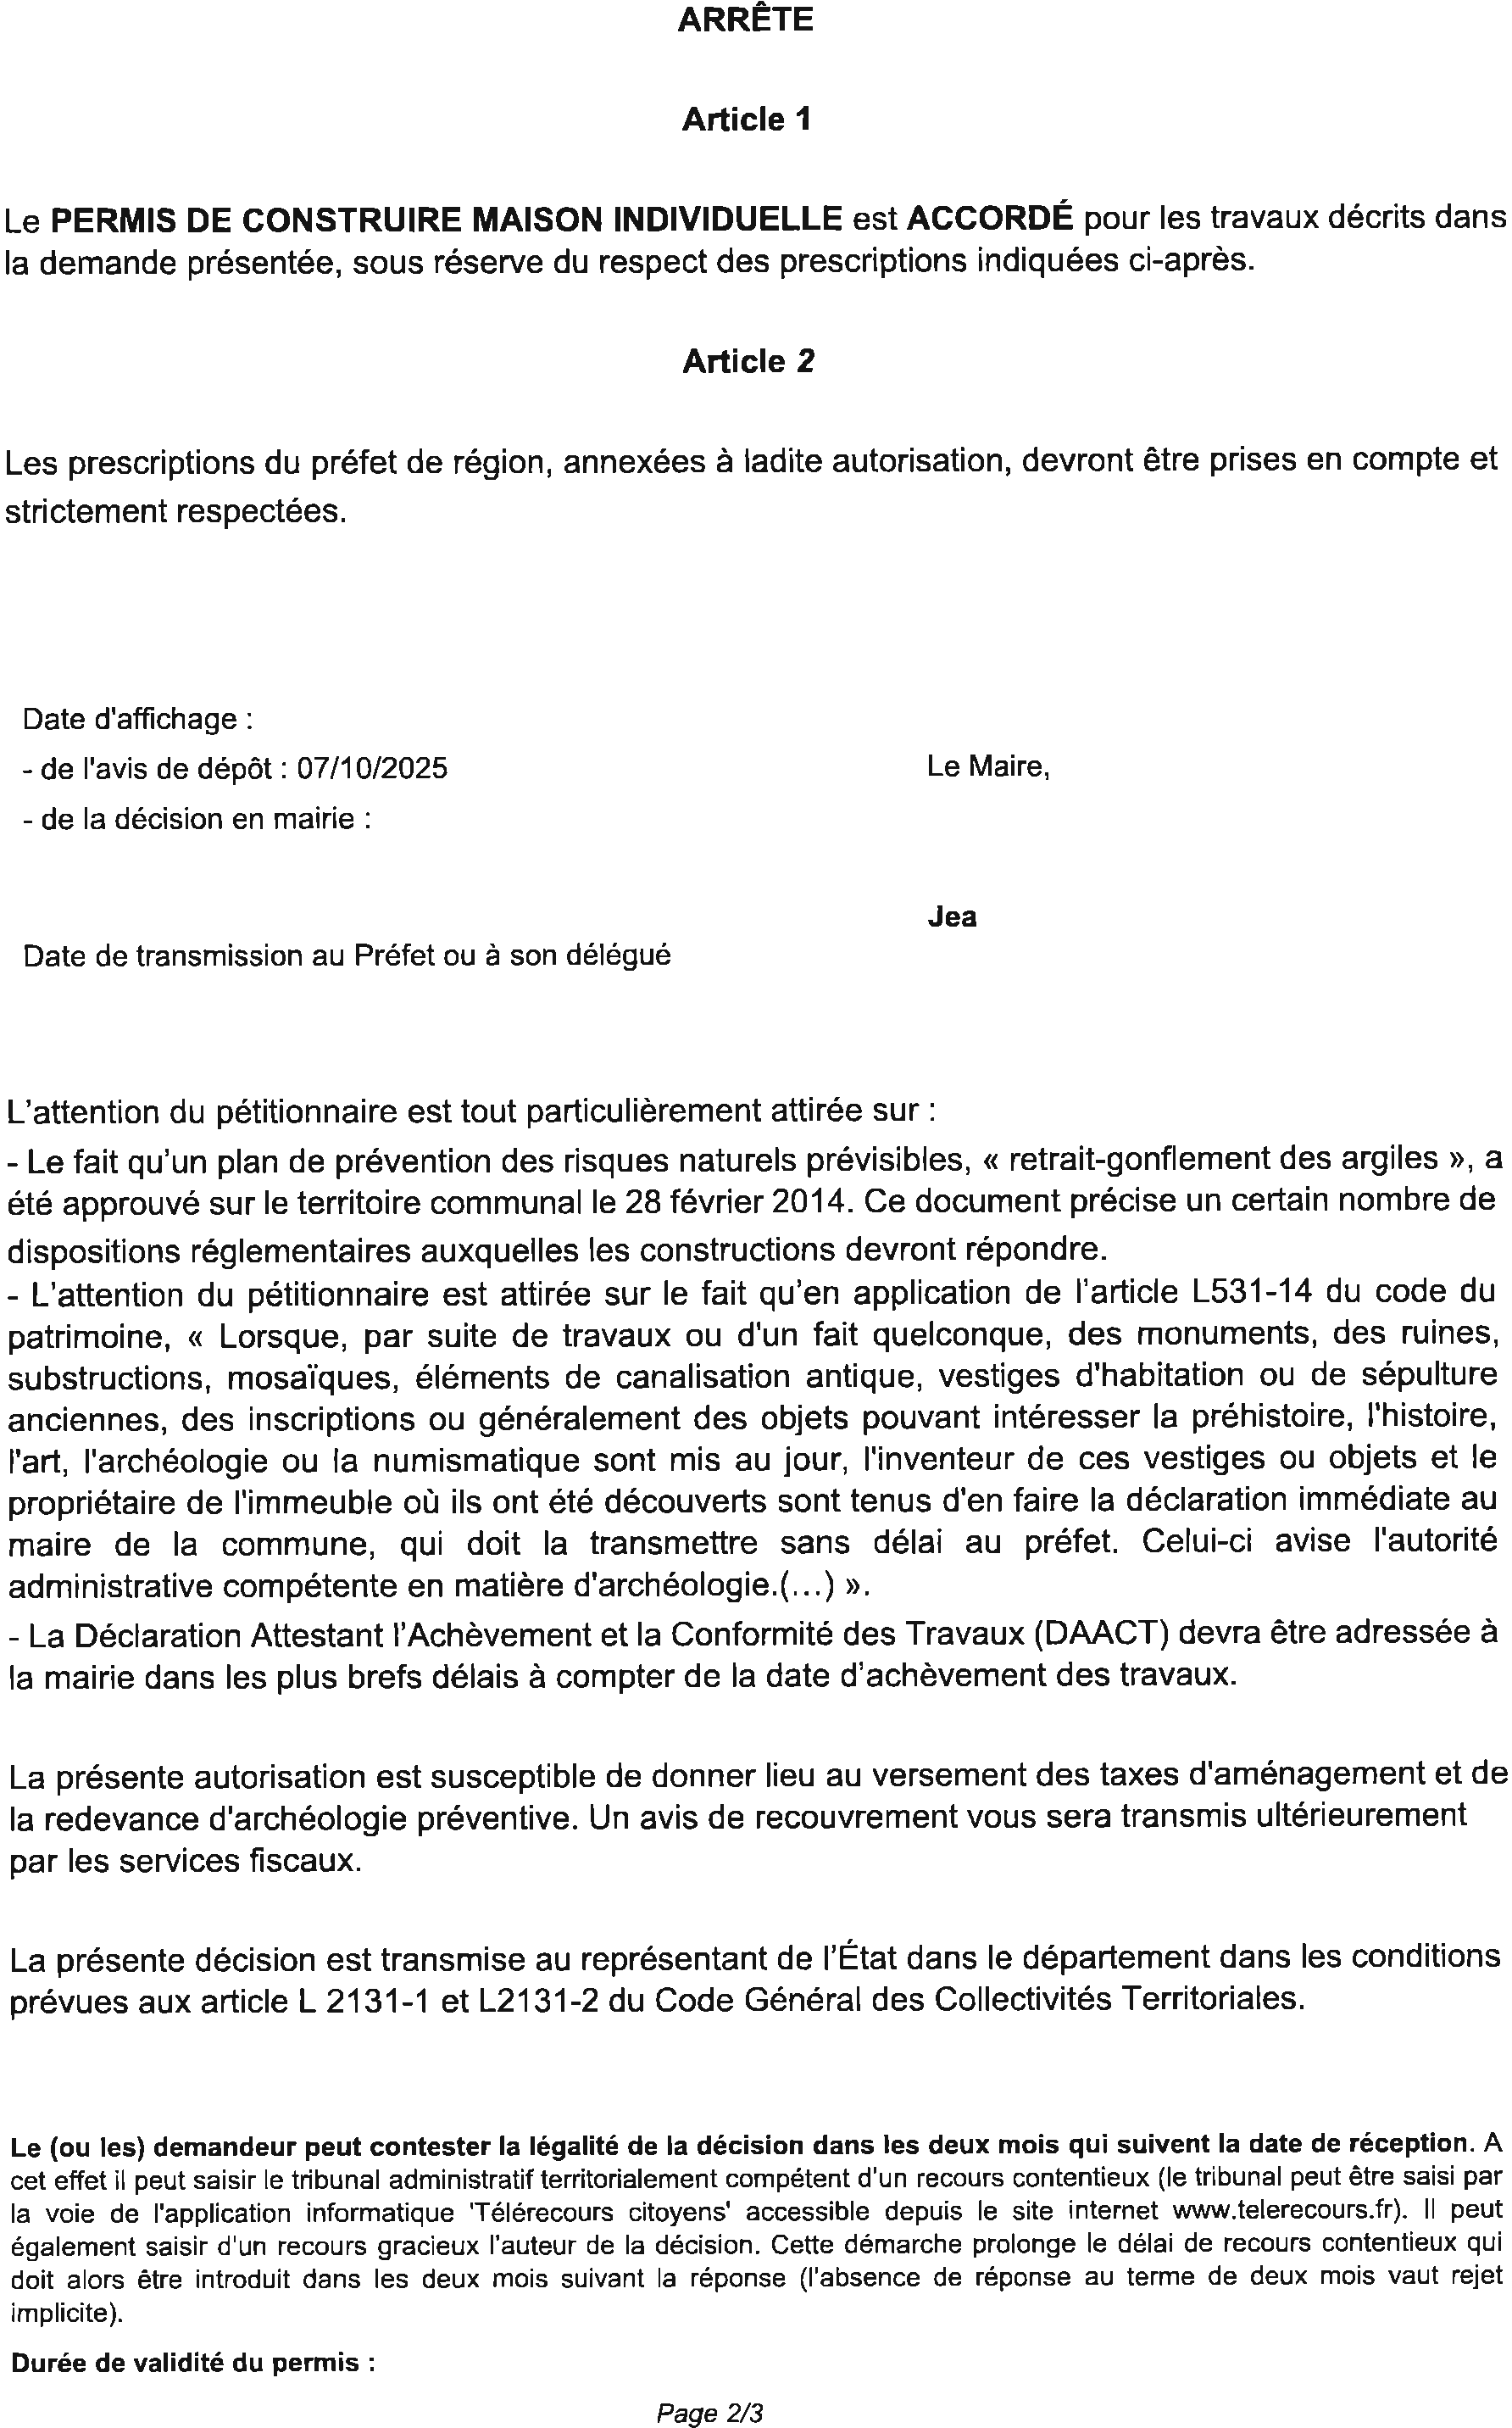 ARRÊTE
Article 1
Le PERMIS DE CONSTRUIRE MAISON INDIVIDUELLE est ACCORDÉ pour les travaux décrits dans
la demande présentée, sous réserve du respect des prescriptions indiquées ci-après.
Article 2
Les prescriptions du préfet de région, annexées à ladite autorisation, devront être prises en compte et
strictement respectées.
Date d'affichage :
- de l'avis de dépôt : 07/10/2025
Le Maire,
- de la décision en mairie :
Jea
Date de transmission au Préfet ou à son délégué
L'attention du pétitionnaire est tout particulièrement attirée sur :
- Le fait qu'un plan de prévention des risques naturels prévisibles, « retrait-gonflement des argiles », a
été approuvé sur le territoire communal le 28 février 2014. Ce document précise un certain nombre de
dispositions réglementaires auxquelles les constructions devront répondre.
- L'attention du pétitionnaire est attirée sur le fait qu'en application de l'article L531-14 du code du
patrimoine, « Lorsque, par suite de travaux ou d'un fait quelconque, des monuments, des ruines,
substructions, mosaïques, éléments de canalisation antique, vestiges d'habitation ou de sépulture
anciennes, des inscriptions ou généralement des objets pouvant intéresser la préhistoire, l'histoire,
l'art, l'archéologie ou la numismatique sont mis au jour, l'inventeur de ces vestiges ou objets et le
propriétaire de l'immeuble où ils ont été découverts sont tenus d'en faire la déclaration immédiate au
maire de la commune, qui doit la transmettre sans délai au préfet. Celui-ci avise l'autorité
administrative compétente en matière d'archéologie.(...) ».
- La Déclaration Attestant l'Achèvement et la Conformité des Travaux (DAACT) devra être adressée à
la mairie dans les plus brefs délais à compter de la date d'achèvement des travaux.
La présente autorisation est susceptible de donner lieu au versement des taxes d'aménagement et de
la redevance d'archéologie préventive. Un avis de recouvrement vous sera transmis ultérieurement
par les services fiscaux.
La présente décision est transmise au représentant de l'État dans le département dans les conditions
prévues aux article L 2131-1 et L2131-2 du Code Général des Collectivités Territoriales.
Le (ou les) demandeur peut contester la légalité de la décision dans les deux mois qui suivent la date de réception. A
cet effet il peut saisir le tribunal administratif territorialement compétent d'un recours contentieux (le tribunal peut être saisi par
la voie de l'application informatique 'Télérecours citoyens' accessible depuis le site internet www.telerecours.fr). Il peut
également saisir d'un recours gracieux l'auteur de la décision. Cette démarche prolonge le délai de recours contentieux qui
doit alors être introduit dans les deux mois suivant la réponse (l'absence de réponse au terme de deux mois vaut rejet
implicite).
Durée de validité du permis :
Page 2/3